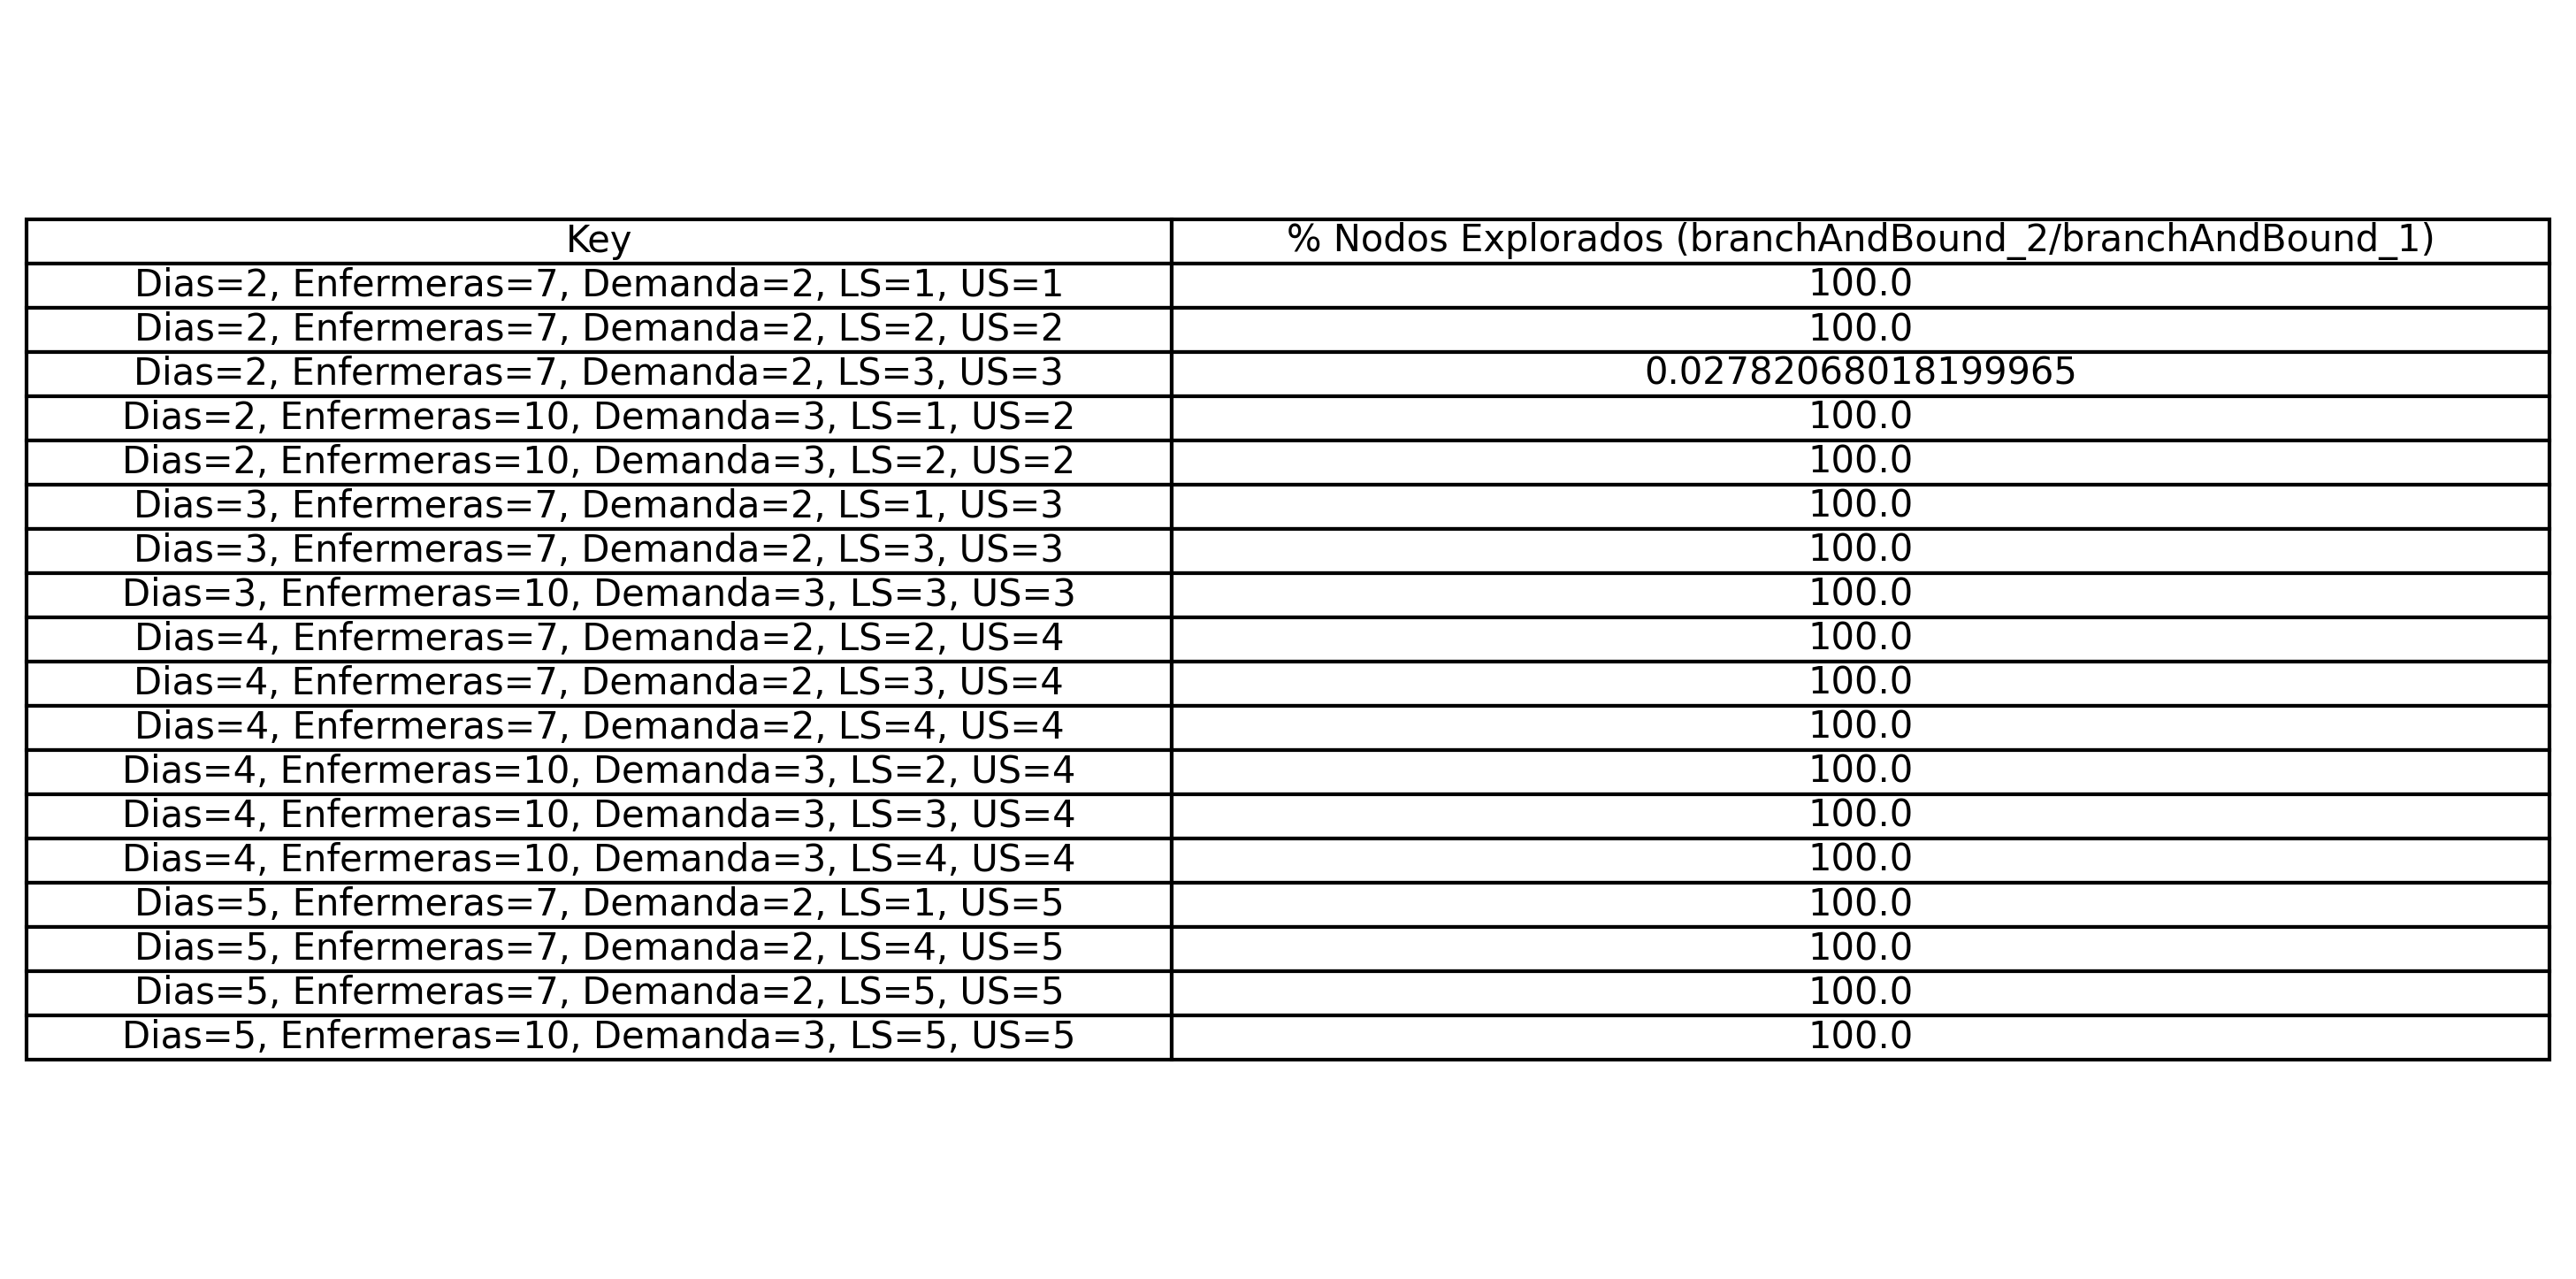 Key % Nodos Explorados (branchAndBound_2/branchAndBound_1)
Dias=2, Enfermeras=7, Demanda=2, LS=1, US=1 100.0
Dias=2, Enfermeras=7, Demanda=2, LS=2, US=2 100.0
Dias=2, Enfermeras=7, Demanda=2, LS=3, US=3 0.02782068018199965
Dias=2, Enfermeras=10, Demanda=3, LS=1, US=2 100.0
Dias=2, Enfermeras=10, Demanda=3, LS=2, US=2 100.0
Dias=3, Enfermeras=7, Demanda=2, LS=1, US=3 100.0
Dias=3, Enfermeras=7, Demanda=2, LS=3, US=3 100.0
Dias=3, Enfermeras=10, Demanda=3, LS=3, US=3 100.0
Dias=4, Enfermeras=7, Demanda=2, LS=2, US=4 100.0
Dias=4, Enfermeras=7, Demanda=2, LS=3, US=4 100.0
Dias=4, Enfermeras=7, Demanda=2, LS=4, US=4 100.0
Dias=4, Enfermeras=10, Demanda=3, LS=2, US=4 100.0
Dias=4, Enfermeras=10, Demanda=3, LS=3, US=4 100.0
Dias=4, Enfermeras=10, Demanda=3, LS=4, US=4 100.0
Dias=5, Enfermeras=7, Demanda=2, LS=1, US=5 100.0
Dias=5, Enfermeras=7, Demanda=2, LS=4, US=5 100.0
Dias=5, Enfermeras=7, Demanda=2, LS=5, US=5 100.0
Dias=5, Enfermeras=10, Demanda=3, LS=5, US=5 100.0